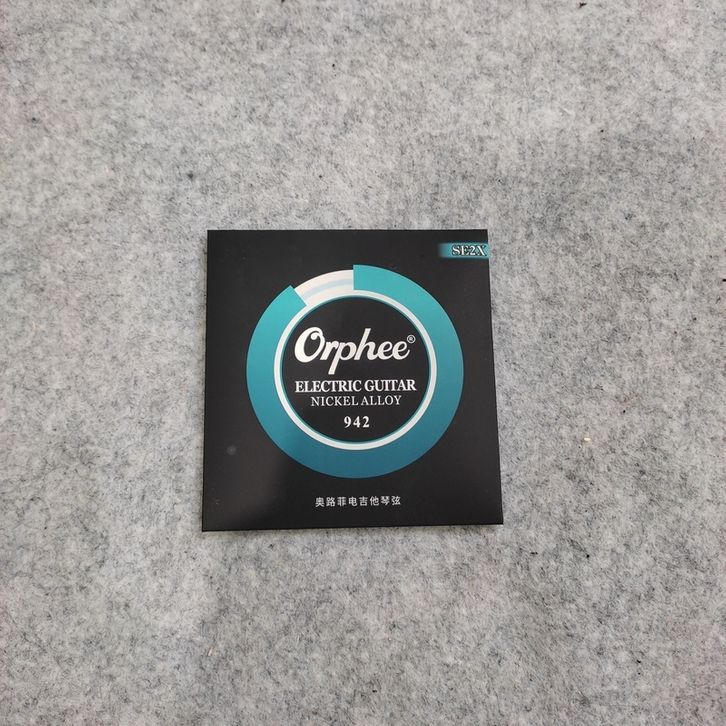 SE2X
Orphee®
ELECTRIC GUITAR
NICKEL ALLOY
942
奥路菲电吉他琴弦